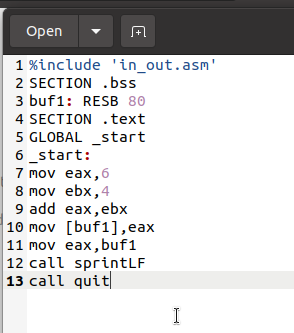 Open
1 %include 'in_out.asm'
2 SECTION .bss
3 buf1: RESB 80
4 SECTION .text
5 GLOBAL _start
6 _start:
7 mov eax,6
8 mov ebx,4
9 add eax,ebx
10 mov [buf1],eax
11 mov eax,buf1
12 call sprintLF
13 call quit